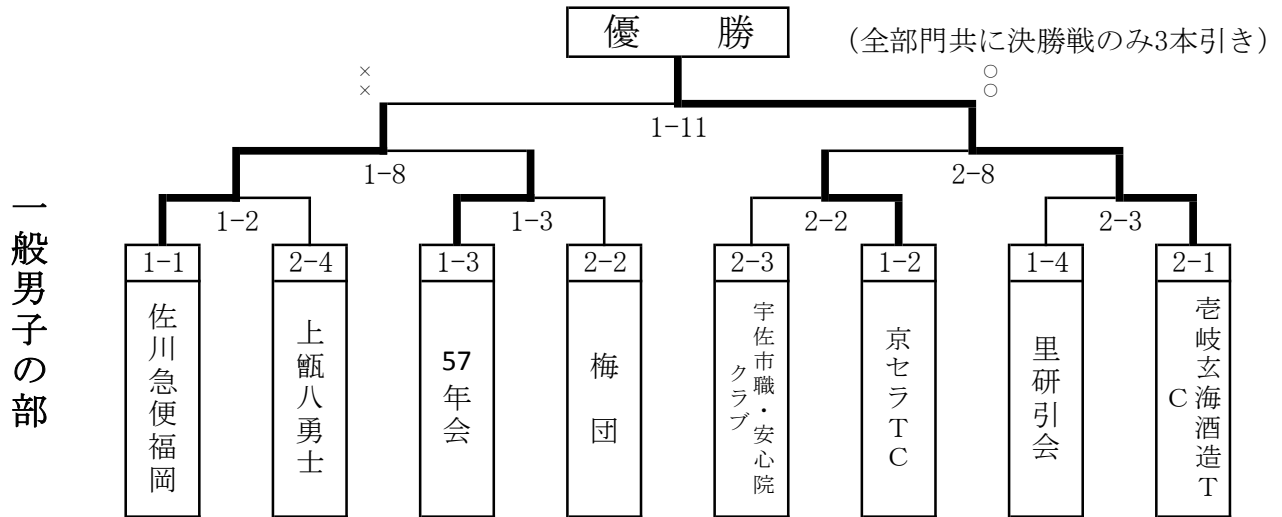 優　勝
（全部門共に決勝戦のみ3本引き）
×
×
○
○
1-11
1-8
2-8
1-2
1-3
2-2
2-3
一般男子の部
1-1
2-4
1-3
2-2
2-3
1-2
1-4
2-1
佐川急便福岡
上甑八勇士
57年会
梅団
宇佐市職・安心院
クラブ
京セラTC
里研引会
壱岐玄海酒造T
C